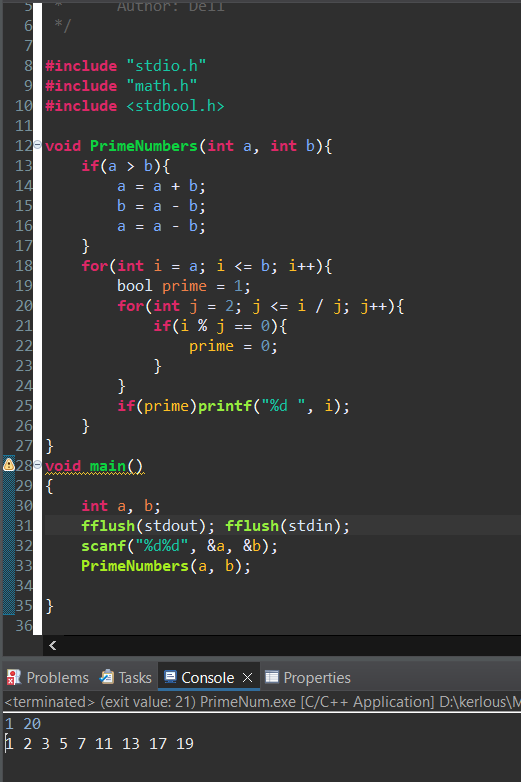 5 *      Author: Dell
6 */
7
8 #include "stdio.h"
9 #include "math.h"
10 #include <stdbool.h>
11
12 void PrimeNumbers(int a, int b){
13     if(a > b){
14         a = a + b;
15         b = a - b;
16         a = a - b;
17     }
18     for(int i = a; i <= b; i++){
19         bool prime = 1;
20         for(int j = 2; j <= i / j; j++){
21             if(i % j == 0){
22                 prime = 0;
23             }
24         }
25         if(prime)printf("%d ", i);
26     }
27 }
28 void main()
29 {
30     int a, b;
31     fflush(stdout); fflush(stdin);
32     scanf("%d%d", &a, &b);
33     PrimeNumbers(a, b);
34
35 }
36
Problems Tasks Console Properties
<terminated> (exit value: 21) PrimeNum.exe [C/C++ Application] D:\kerlous\M
1 20
1 2 3 5 7 11 13 17 19